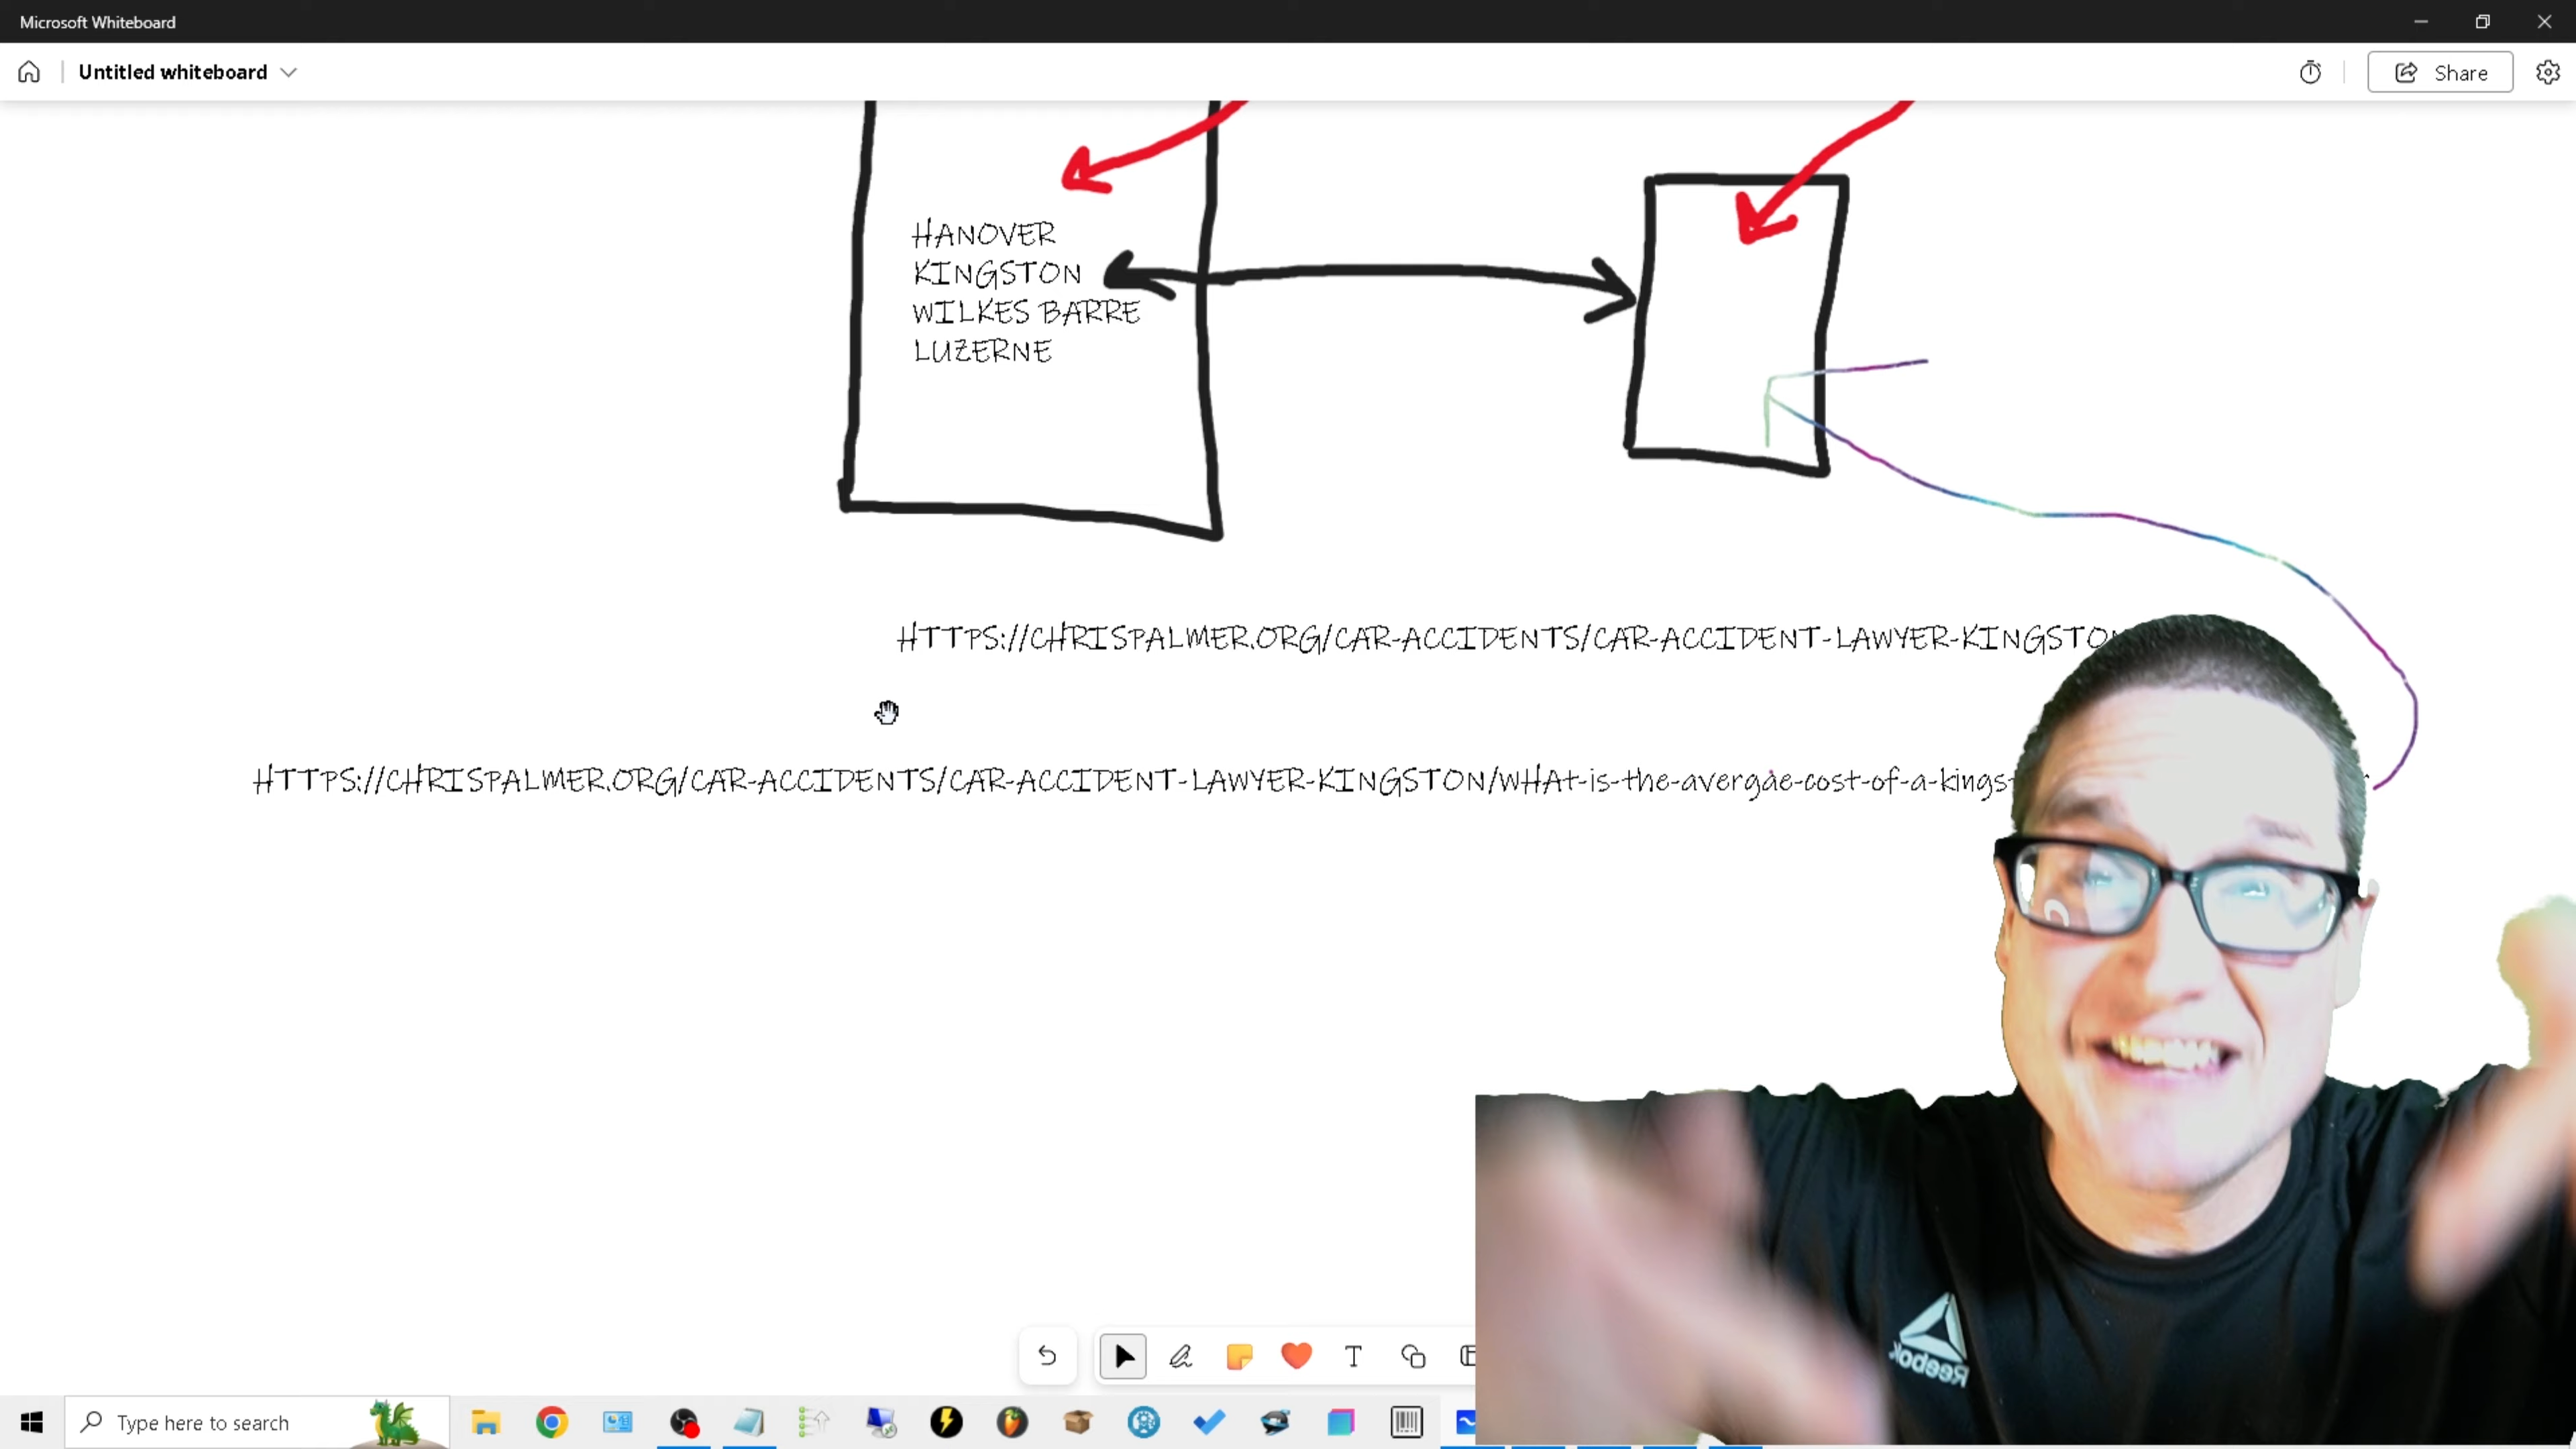 Microsoft Whiteboard
Untitled whiteboard
Share
HANOVER
KINGSTON
WILKES BARRE
LUZERNE
HTTPS://CHRISPALMER.ORG/CAR-ACCIDENTS/CAR-ACCIDENT-LAWYER-KINGSTON
HTTPS://CHRISPALMER.ORG/CAR-ACCIDENTS/CAR-ACCIDENT-LAWYER-KINGSTON/WHAt-is-the-avergae-cost-of-a-kings
Reebok
Type here to search